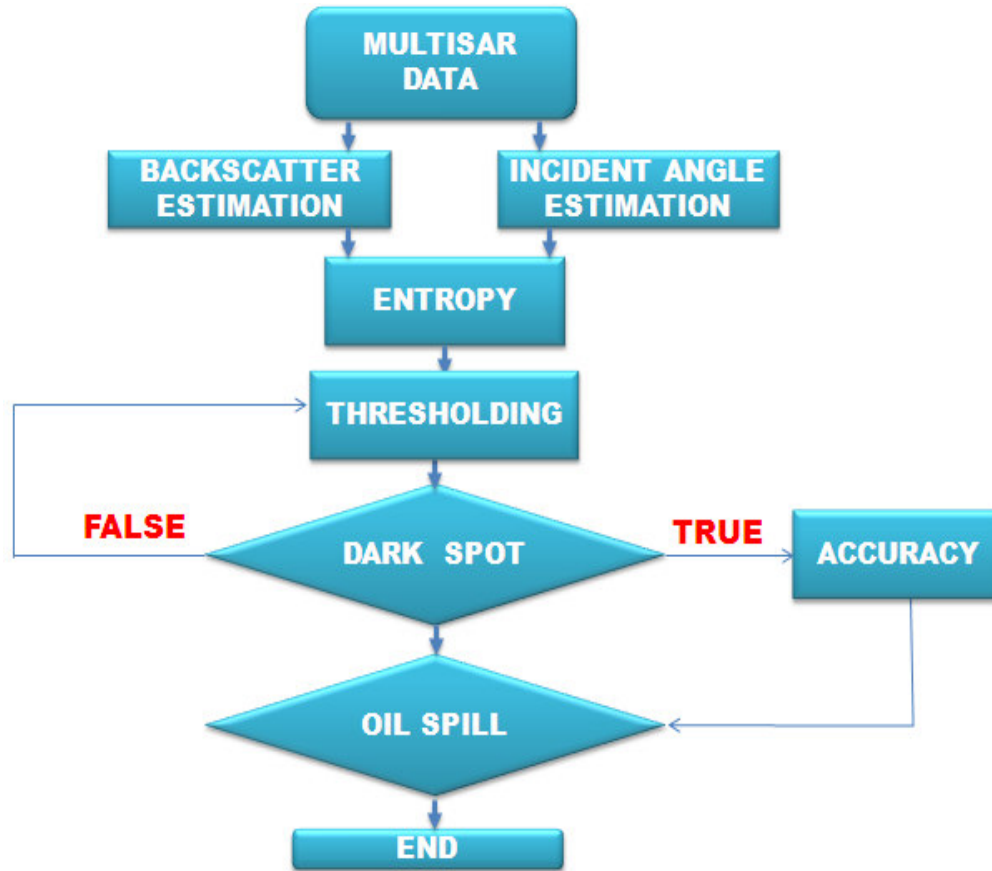 MULTISAR
DATA
BACKSCATTER
ESTIMATION
INCIDENT ANGLE
ESTIMATION
ENTROPY
THRESHOLDING
FALSE
DARK SPOT
TRUE
ACCURACY
OIL SPILL
END